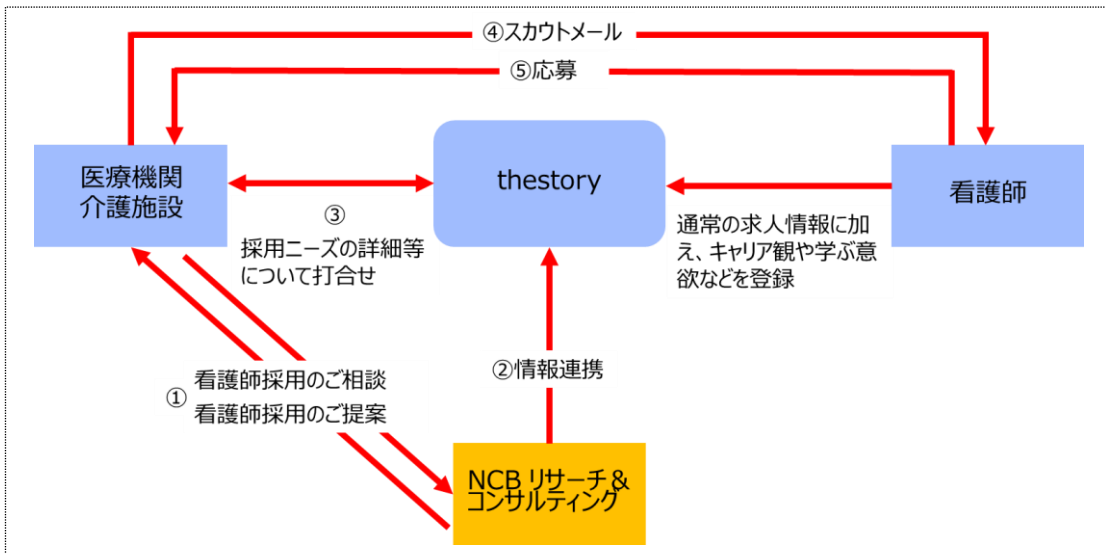 ④スカウトメール
⑤応募
医療機関
介護施設
thestory
看護師
③
採用ニーズの詳細等
について打合せ
通常の求人情報に加
え、キャリア観や学ぶ意
欲などを登録
①
看護師採用のご相談
看護師採用のご提案
②情報連携
NCB リサーチ&
コンサルティング